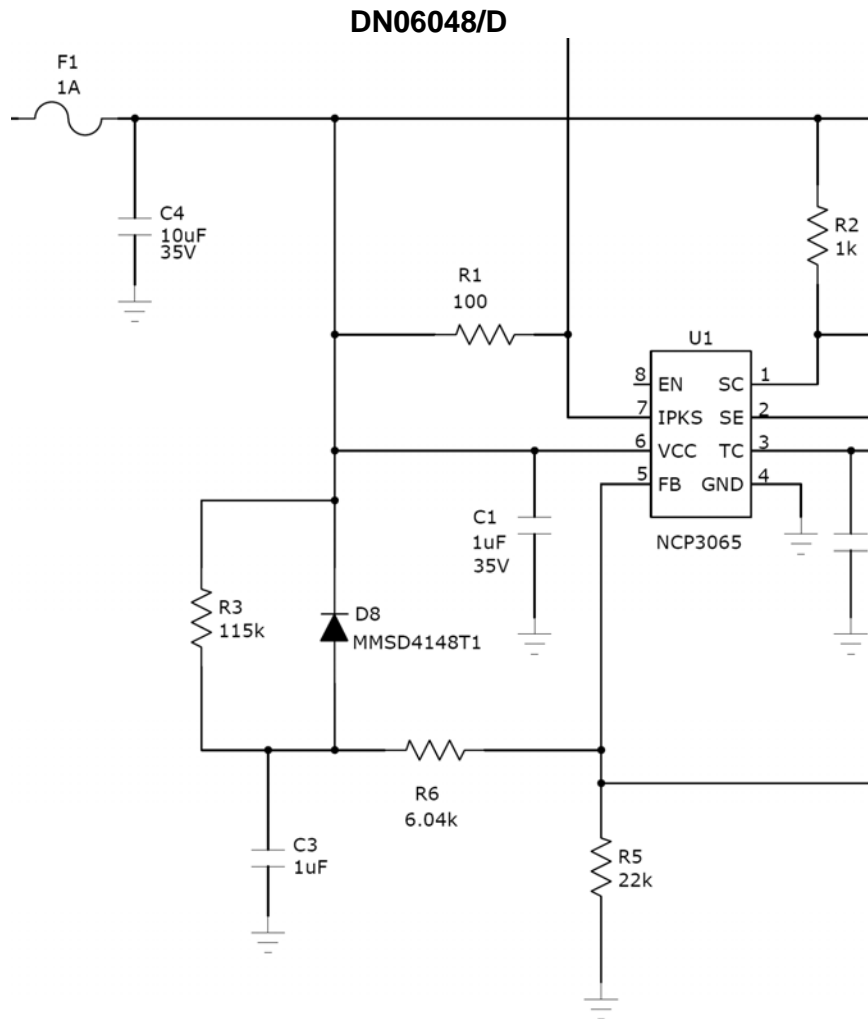 DN06048/D
F1
1A
C4
10uF
35V
R2
1k
R1
100
U1
8 EN SC 1
7 IPKS SE 2
6 VCC TC 3
5 FB GND 4
NCP3065
C1
1uF
35V
R3
115k
D8
MMSD4148T1
R6
6.04k
C3
1uF
R5
22k